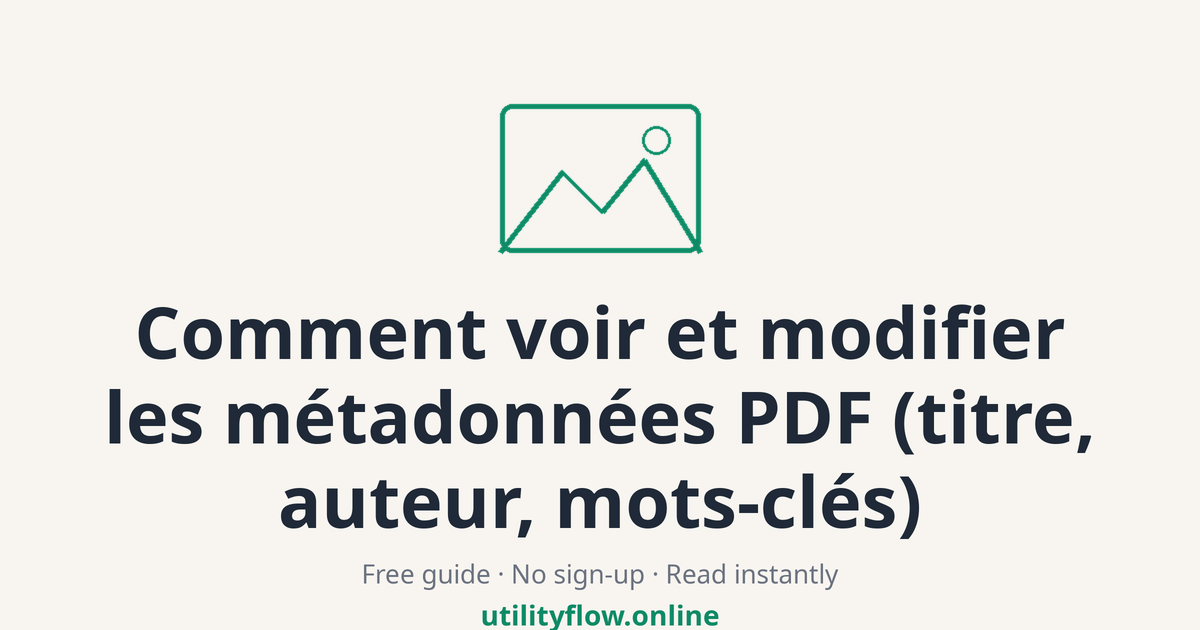 Comment voir et modifier
les métadonnées PDF (titre,
auteur, mots-clés)
Free guide · No sign-up · Read instantly
utilityflow.online